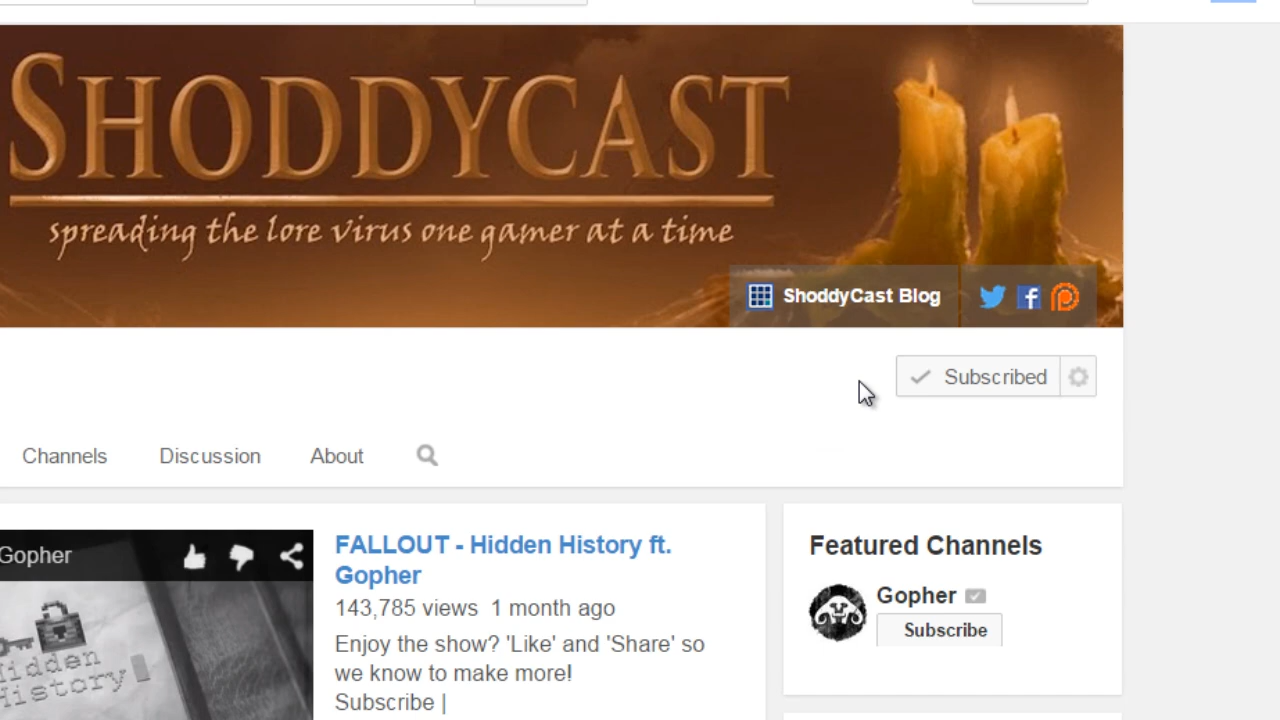 SHODDYCAST
spreading the lore virus one gamer at a time
ShoddyCast Blog
Subscribed
Channels Discussion About
Gopher
FALLOUT - Hidden History ft.
Gopher
143,785 views 1 month ago
Enjoy the show? 'Like' and 'Share' so
we know to make more!
Subscribe |
Hidden
History
Featured Channels
Gopher
Subscribe